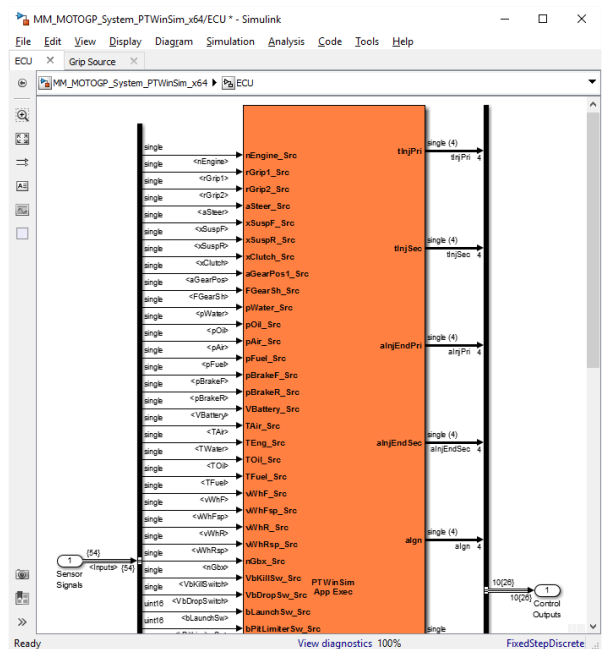 MM_MOTOGP_System_PTWinSim_x64/ECU * - Simulink
File Edit View Display Diagram Simulation Analysis Code Tools Help
ECU Grip Source
MM_MOTOGP_System_PTWinSim_x64 ECU
single <nEngine> nEngine_Src
single <rGrip1> rGrip1_Src
single <rGrip2> rGrip2_Src
single <aSteer> aSteer_Src
single <xSuspF> xSuspF_Src
single <xSuspR> xSuspR_Src
single <xClutch> xClutch_Src
single <aGearPos> aGearPos1_Src
single <FGearSh> FGearSh_Src
single <pWater> pWater_Src
single <pOil> pOil_Src
single <pAir> pAir_Src
single <pFuel> pFuel_Src
single <pBrakeF> pBrakeF_Src
single <pBrakeR> pBrakeR_Src
single <VBattery> VBattery_Src
single <TAir> TAir_Src
single <TWater> TEng_Src
single <TOil> TOil_Src
single <TFuel> TFuel_Src
single <vWhF> vWhF_Src
single <vWhFsp> vWhFsp_Src
single <vWhR> vWhR_Src
single <vWhRsp> vWhRsp_Src
single <nGbx> nGbx_Src
single <VbKillSwitch> VbKillSw_Src
single <VbDropSwitch> VbDropSw_Src
uint16 <bLaunchSw> bLaunchSw_Src
uint16 bPitLimiterSw_Src
PTWinSim
App Exec
tInjPri single (4)
tInjPri 4
tInjSec single (4)
tInjSec 4
aInjEndPri single (4)
aInjPri 4
aInjEndSec single (4)
aInjEndSec 4
aIgn single (4)
aIgn 4
single
1 {54}
<Inputs> {54}
Sensor
Signals
10{26} 1
10{26}
Control
Outputs
Ready View diagnostics 100% FixedStepDiscrete